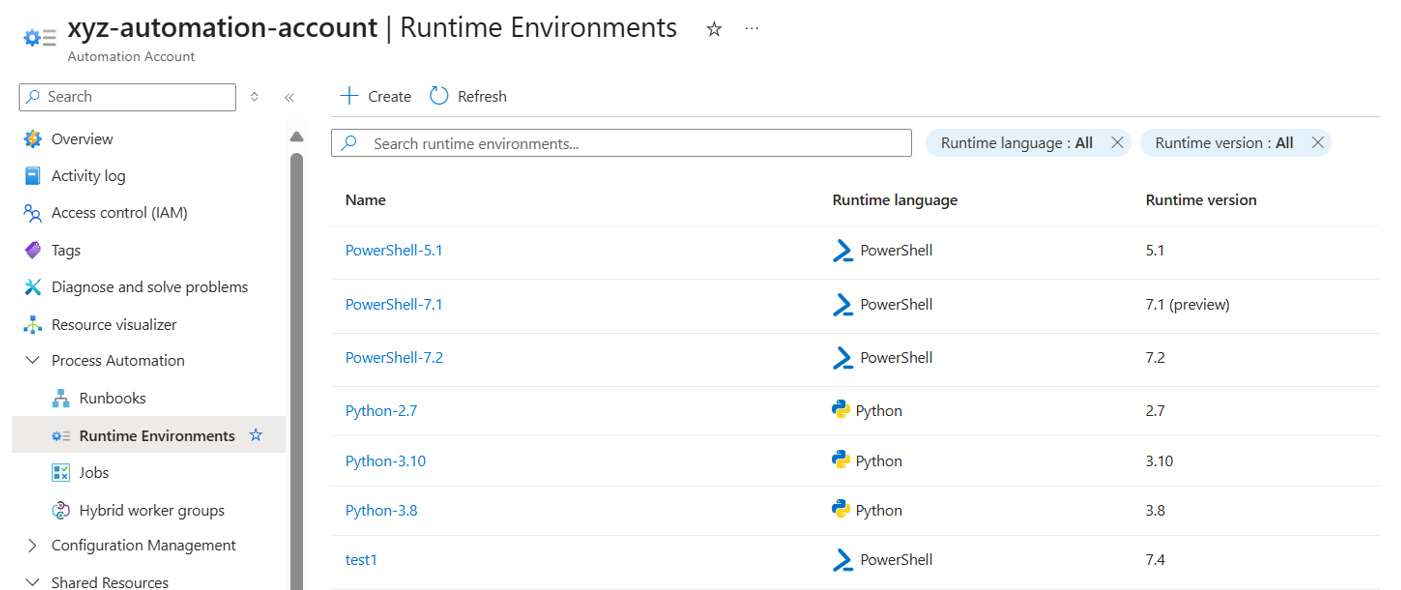 xyz-automation-account | Runtime Environments
Automation Account
Search
Overview
Activity log
Access control (IAM)
Tags
Diagnose and solve problems
Resource visualizer
Process Automation
Runbooks
Runtime Environments
Jobs
Hybrid worker groups
Configuration Management
Shared Resources
Create Refresh
Search runtime environments... Runtime language : All Runtime version : All
Name Runtime language Runtime version
PowerShell-5.1 PowerShell 5.1
PowerShell-7.1 PowerShell 7.1 (preview)
PowerShell-7.2 PowerShell 7.2
Python-2.7 Python 2.7
Python-3.10 Python 3.10
Python-3.8 Python 3.8
test1 PowerShell 7.4